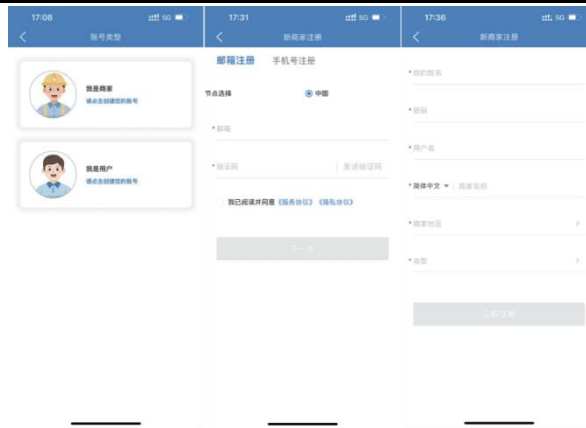 17:08
5G
账号类型
我是商家
请点击创建您的账号
我是用户
请点击创建您的账号
17:31
5G
新商家注册
邮箱注册 手机号注册
节点选择 中国
* 邮箱
* 验证码 发送验证码
我已阅读并同意《服务协议》《隐私协议》
下一步
17:36
5G
新商家注册
* 你的姓名
* 密码
* 用户名
* 简体中文 商家名称
* 商家地区
* 类型
立即注册